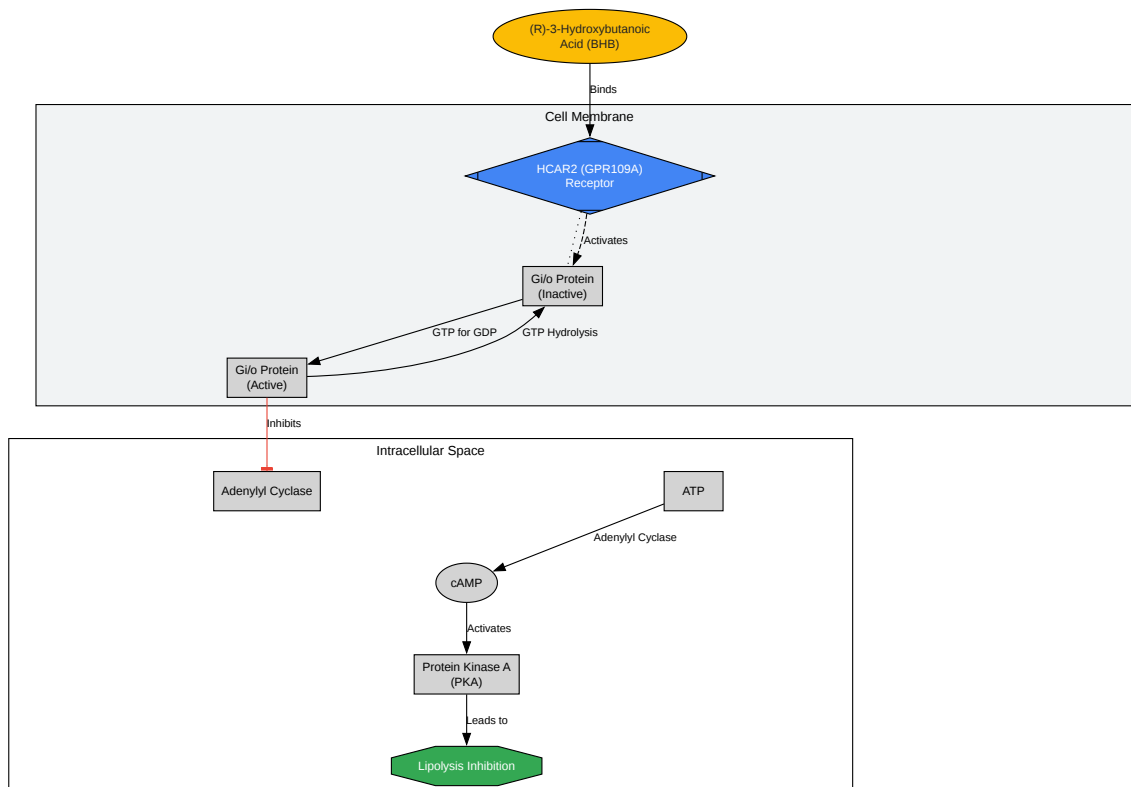 (R)-3-Hydroxybutanoic
Acid (BHB)
Binds
Cell Membrane
HCAR2 (GPR109A)
Receptor
Activates
Gi/o Protein
(Inactive)
GTP for GDP
GTP Hydrolysis
Gi/o Protein
(Active)
Inhibits
Intracellular Space
Adenylyl Cyclase
ATP
Adenylyl Cyclase
cAMP
Activates
Protein Kinase A
(PKA)
Leads to
Lipolysis Inhibition